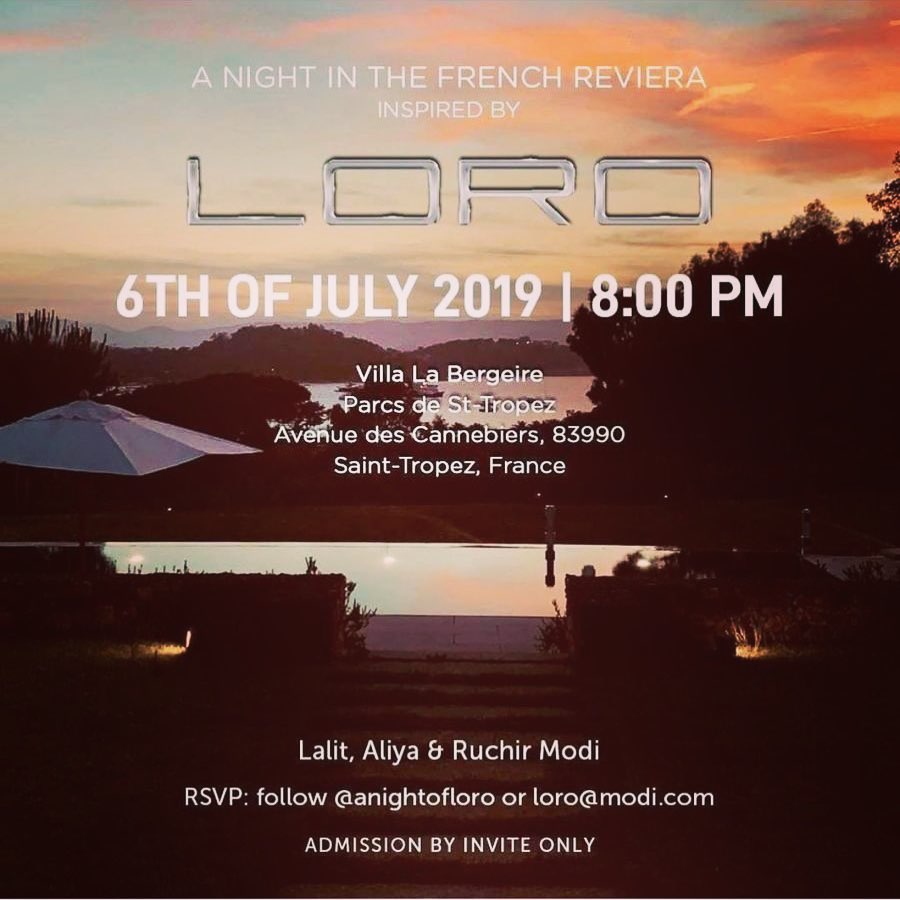 A NIGHT IN THE FRENCH REVIERA
INSPIRED BY
LORO
6TH OF JULY 2019 | 8:00 PM
Villa La Bergeire
Parcs de St-Tropez
Avenue des Cannebiers, 83990
Saint-Tropez, France
Lalit, Aliya & Ruchir Modi
RSVP: follow @anightofloro or loro@modi.com
ADMISSION BY INVITE ONLY